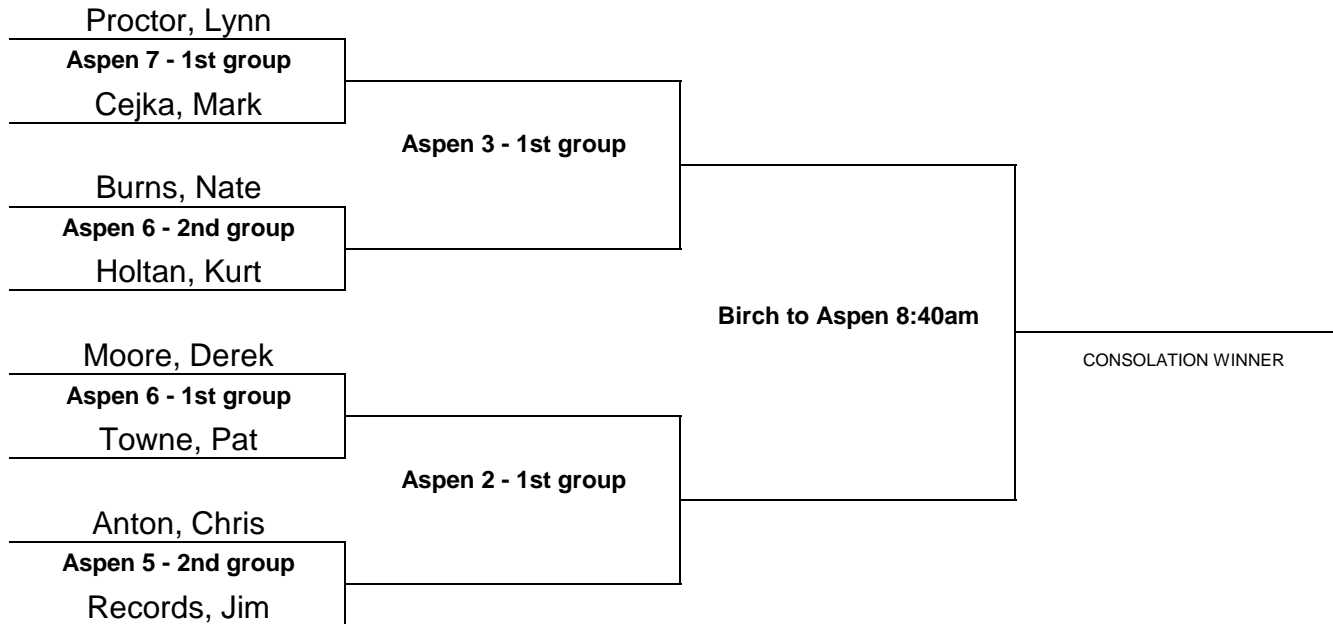 Proctor, Lynn
Aspen 7 - 1st group
Cejka, Mark
Aspen 3 - 1st group
Burns, Nate
Aspen 6 - 2nd group
Holtan, Kurt
Birch to Aspen 8:40am
Moore, Derek
CONSOLATION WINNER
Aspen 6 - 1st group
Towne, Pat
Aspen 2 - 1st group
Anton, Chris
Aspen 5 - 2nd group
Records, Jim